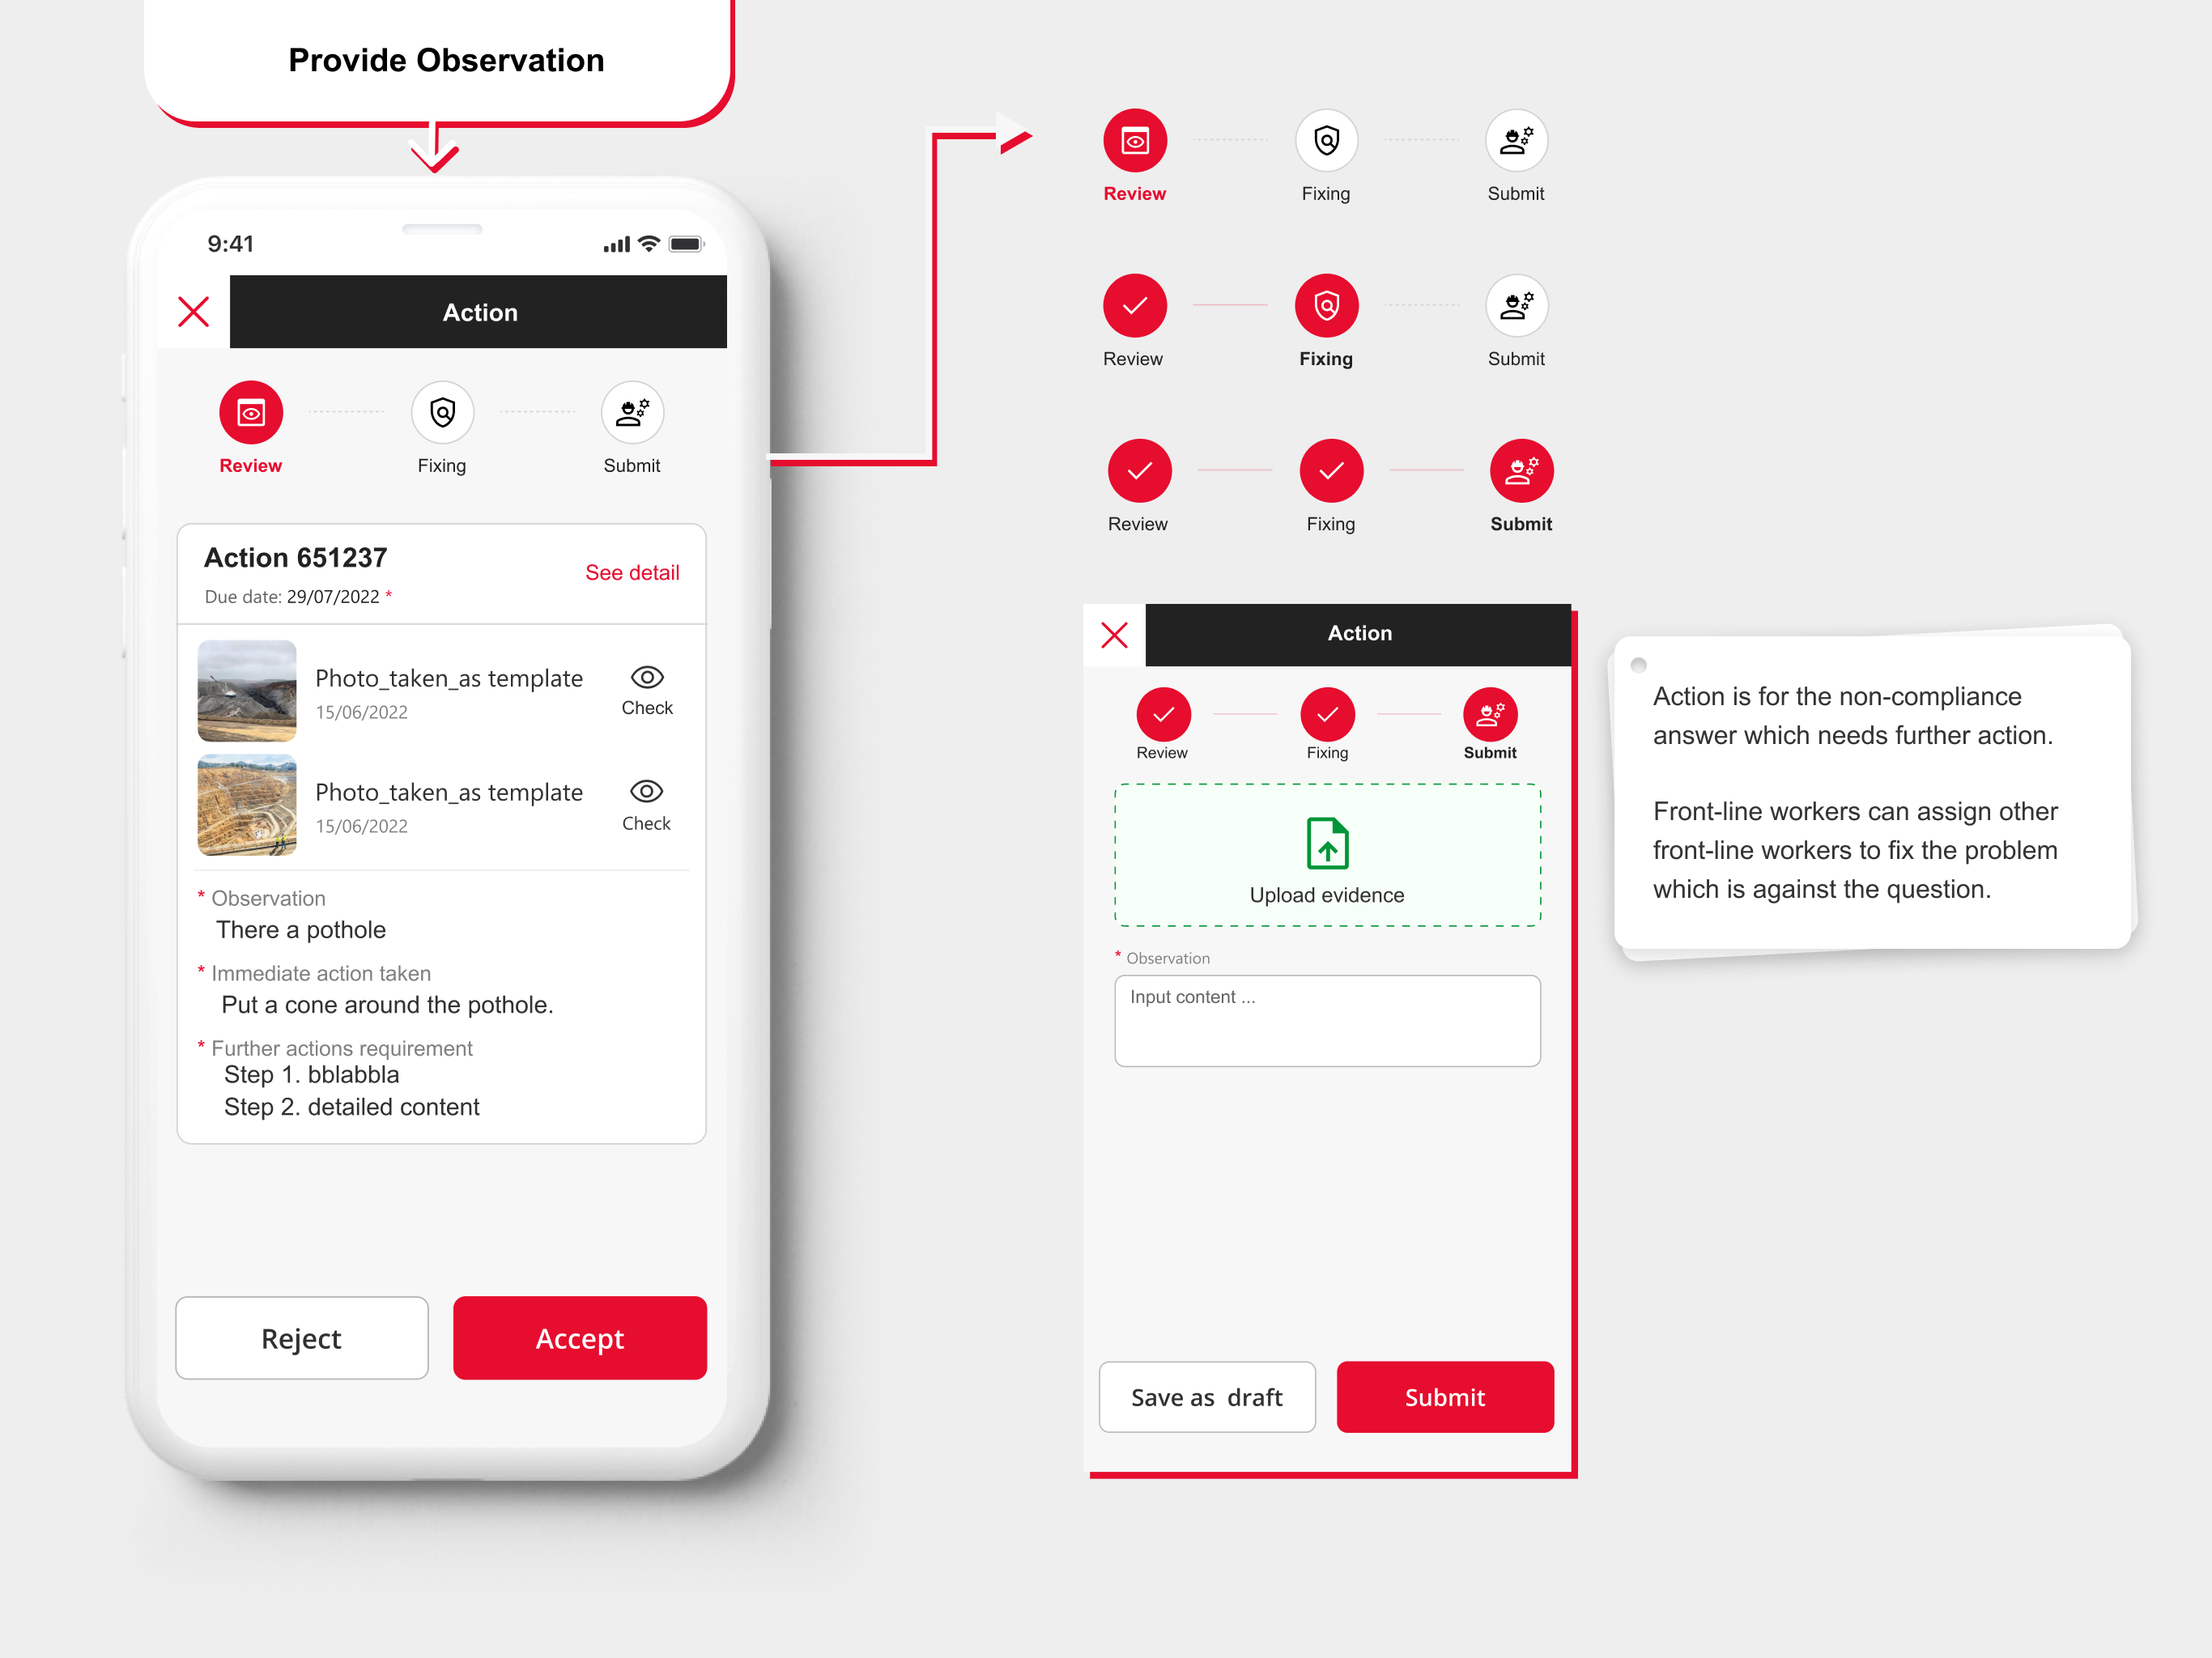 Provide Observation
9:41
Action
Review
Fixing
Submit
Action 651237
See detail
Due date: 29/07/2022 *
Photo_taken_as template
15/06/2022
Check
Photo_taken_as template
15/06/2022
Check
* Observation
There a pothole
* Immediate action taken
Put a cone around the pothole.
* Further actions requirement
Step 1. bblabbla
Step 2. detailed content
Reject
Accept
Review
Fixing
Submit
Review
Fixing
Submit
Review
Fixing
Submit
Action
Review
Fixing
Submit
Upload evidence
* Observation
Input content ...
Save as draft
Submit
Action is for the non-compliance
answer which needs further action.
Front-line workers can assign other
front-line workers to fix the problem
which is against the question.